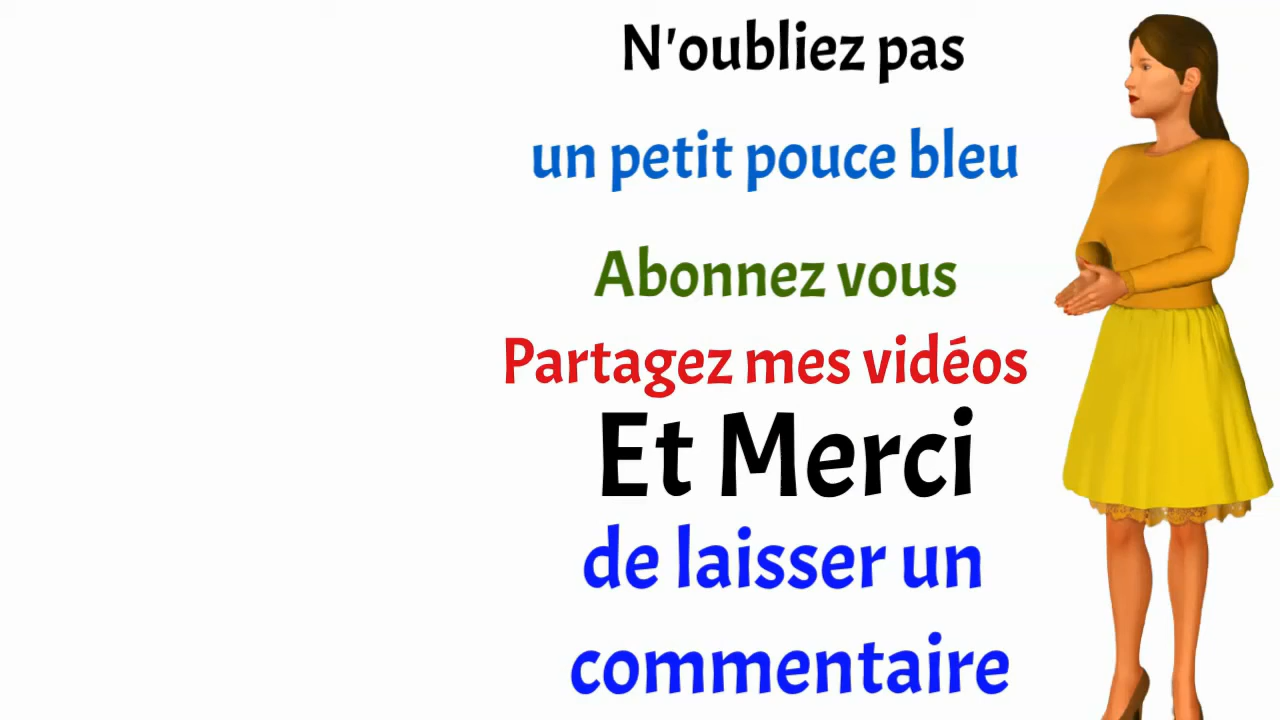 N'oubliez pas
un petit pouce bleu
Abonnez vous
Partagez mes vidéos
Et Merci
de laisser un
commentaire